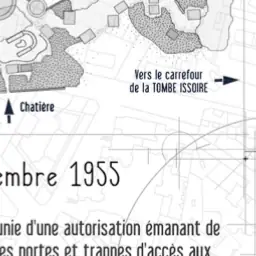 Vers le carrefour
de la TOMBE ISSOIRE
Chatière
embre 1955
unie d'une autorisation émanant de
es portes et trappes d'accès aux